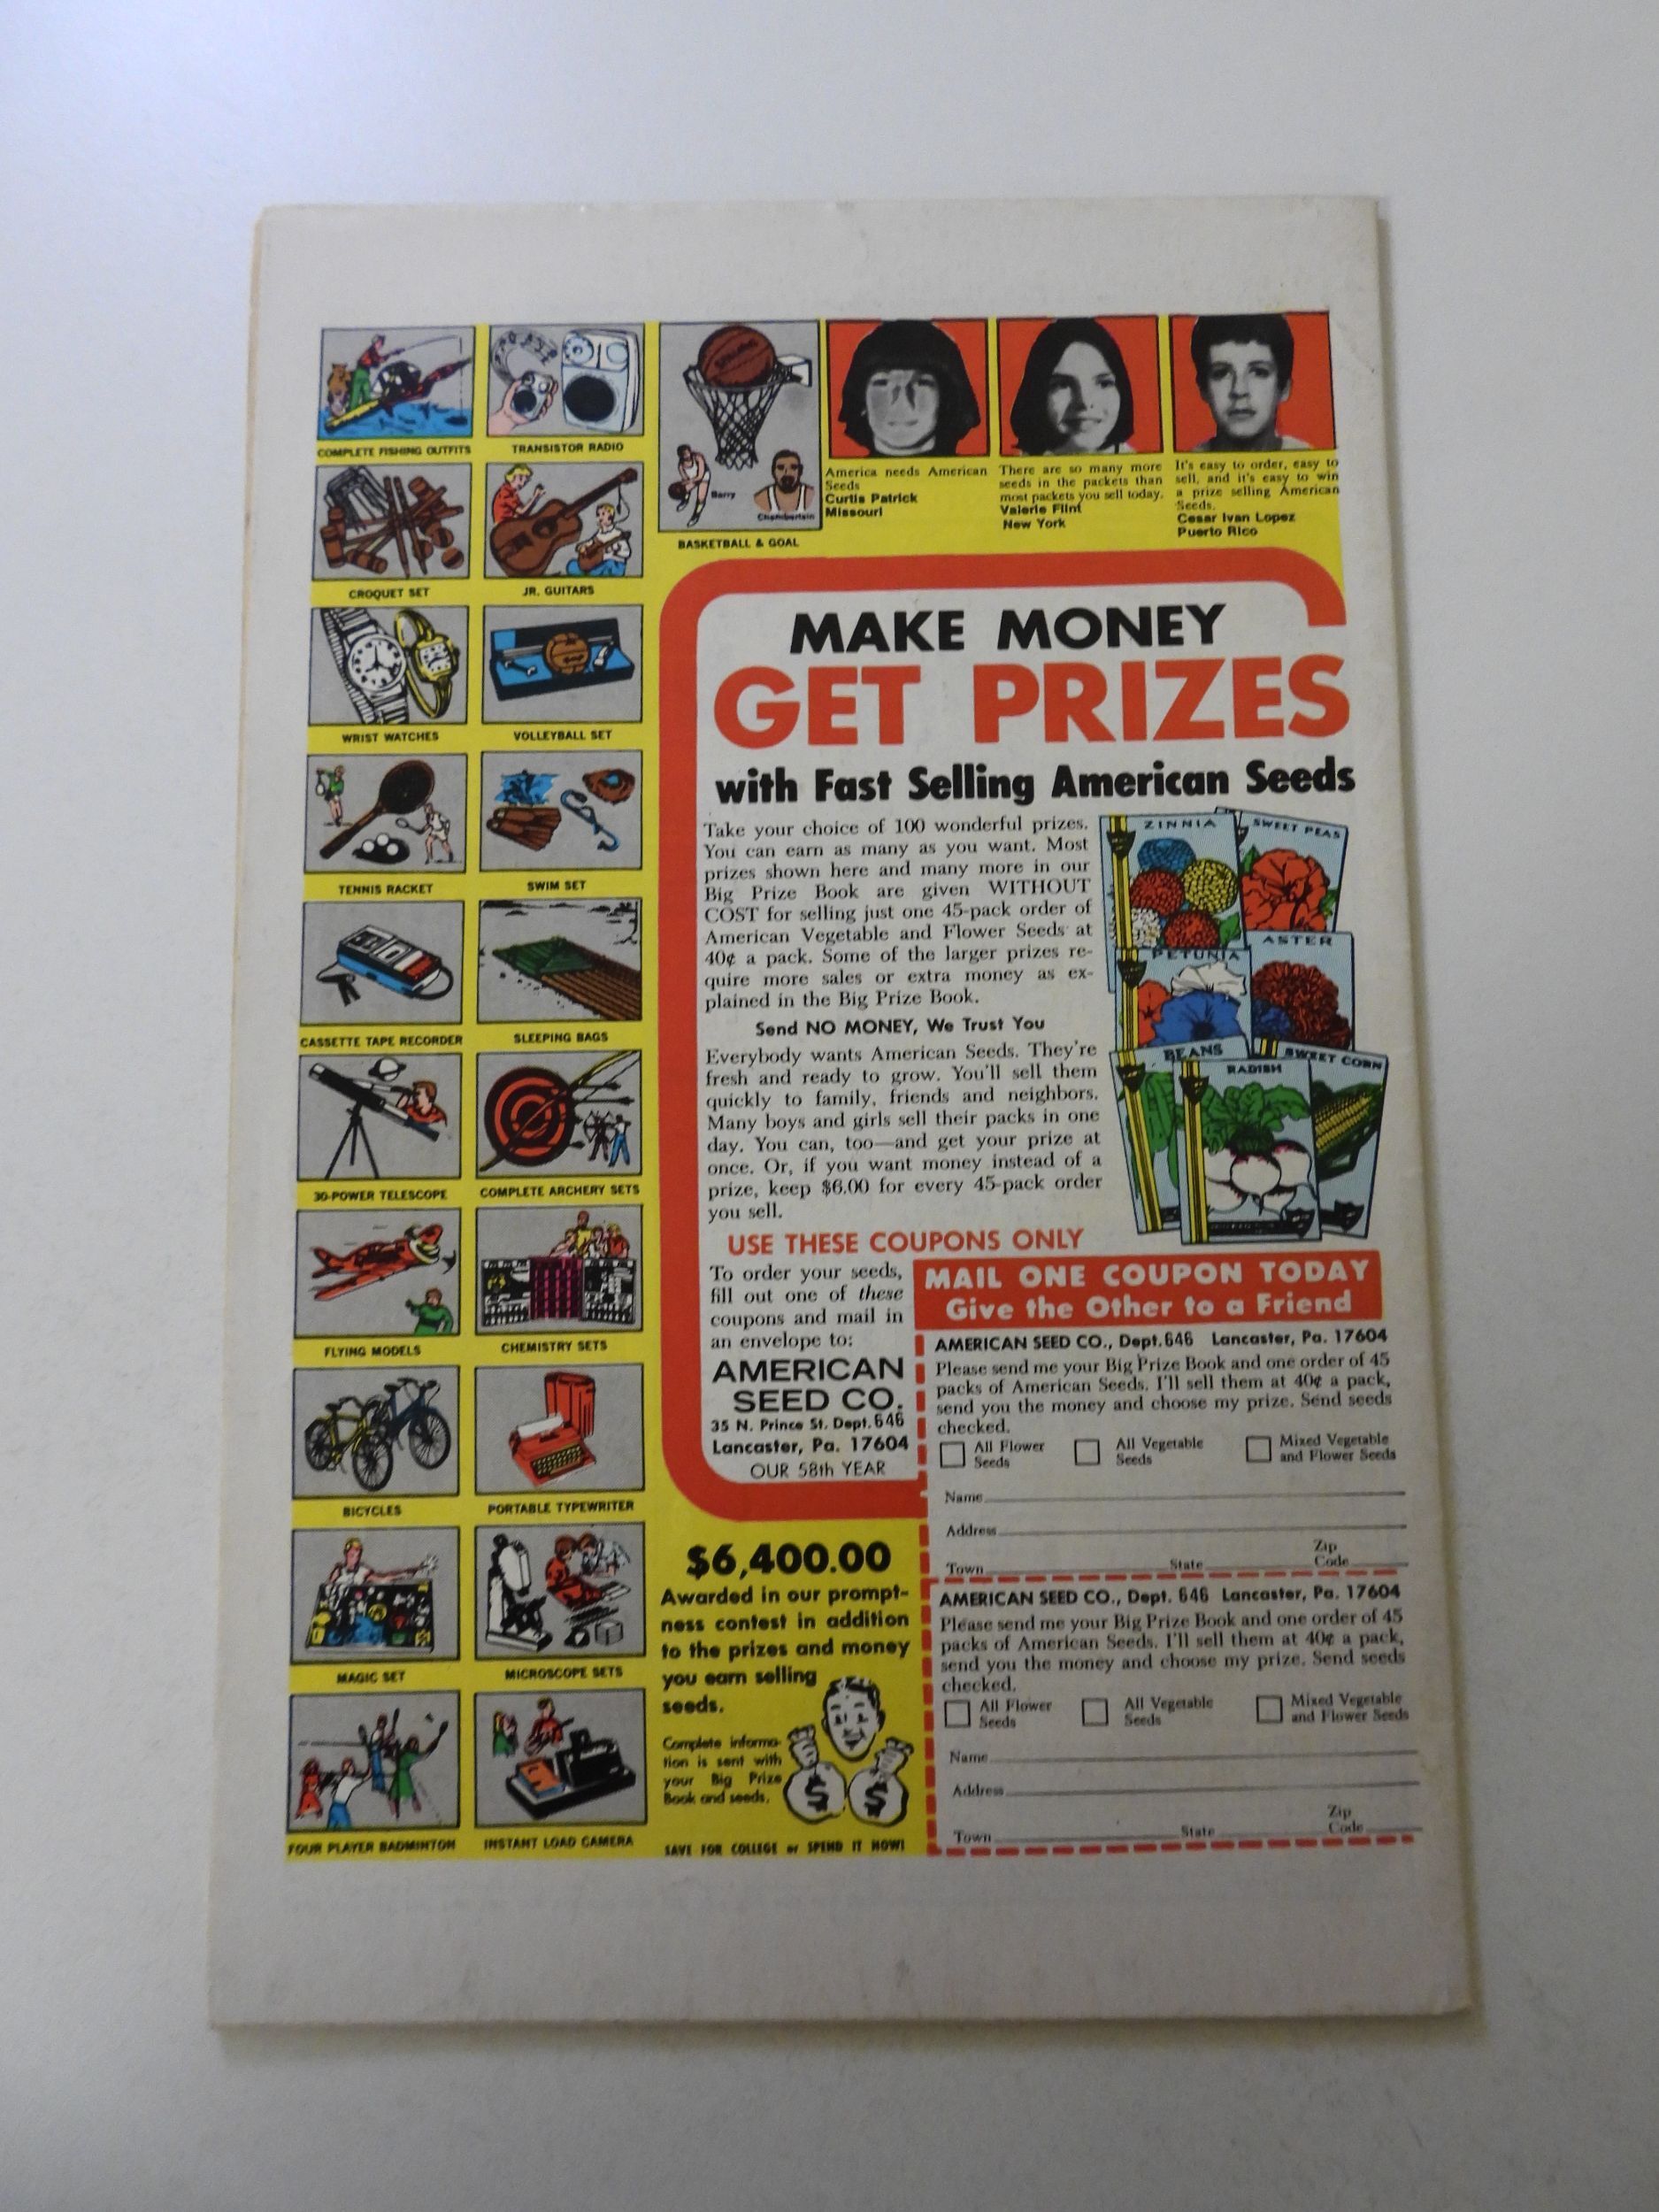 COMPLETE FISHING OUTFITS
TRANSISTOR RADIO
CROQUET SET
JR. GUITARS
WRIST WATCHES
VOLLEYBALL SET
TENNIS RACKET
SWIM SET
CASSETTE TAPE RECORDER
SLEEPING BAGS
30-POWER TELESCOPE
COMPLETE ARCHERY SETS
FLYING MODELS
CHEMISTRY SETS
BICYCLES
PORTABLE TYPEWRITER
MAGIC SET
MICROSCOPE SETS
FOUR PLAYER BADMINTON
INSTANT LOAD CAMERA
SPALDING
Barry
Chamberlain
BASKETBALL & GOAL
America needs American
Seeds
Curtis Patrick
Missouri
There are so many more
seeds in the packets than
most packets you sell today.
Valerie Flint
New York
It's easy to order, easy to
sell, and it's easy to win
a prize selling American
Seeds.
Cesar Ivan Lopez
Puerto Rico
MAKE MONEY
GET PRIZES
with Fast Selling American Seeds
Take your choice of 100 wonderful prizes.
You can earn as many as you want. Most
prizes shown here and many more in our
Big Prize Book are given WITHOUT
COST for selling just one 45-pack order of
American Vegetable and Flower Seeds at
40¢ a pack. Some of the larger prizes re-
quire more sales or extra money as ex-
plained in the Big Prize Book.
Send NO MONEY, We Trust You
Everybody wants American Seeds. They're
fresh and ready to grow. You'll sell them
quickly to family, friends and neighbors.
Many boys and girls sell their packs in one
day. You can, too—and get your prize at
once. Or, if you want money instead of a
prize, keep $6.00 for every 45-pack order
you sell.
ZINNIA
SWEET PEAS
PETUNIA
ASTER
BEANS
RADISH
SWEET CORN
USE THESE COUPONS ONLY
To order your seeds,
fill out one of these
coupons and mail in
an envelope to:
AMERICAN
SEED CO.
35 N. Prince St. Dept. 646
Lancaster, Pa. 17604
OUR 58th YEAR
MAIL ONE COUPON TODAY
Give the Other to a Friend
AMERICAN SEED CO., Dept. 646 Lancaster, Pa. 17604
Please send me your Big Prize Book and one order of 45
packs of American Seeds. I'll sell them at 40¢ a pack,
send you the money and choose my prize. Send seeds
checked.
All Flower
Seeds
All Vegetable
Seeds
Mixed Vegetable
and Flower Seeds
Name
Address
Town State Zip
Code
AMERICAN SEED CO., Dept. 646 Lancaster, Pa. 17604
Please send me your Big Prize Book and one order of 45
packs of American Seeds. I'll sell them at 40¢ a pack,
send you the money and choose my prize. Send seeds
checked.
All Flower
Seeds
All Vegetable
Seeds
Mixed Vegetable
and Flower Seeds
Name
Address
Town State Zip
Code
$6,400.00
Awarded in our prompt-
ness contest in addition
to the prizes and money
you earn selling
seeds.
Complete informa-
tion is sent with
your Big Prize
Book and seeds.
$ $
SAVE FOR COLLEGE or SPEND IT NOW!